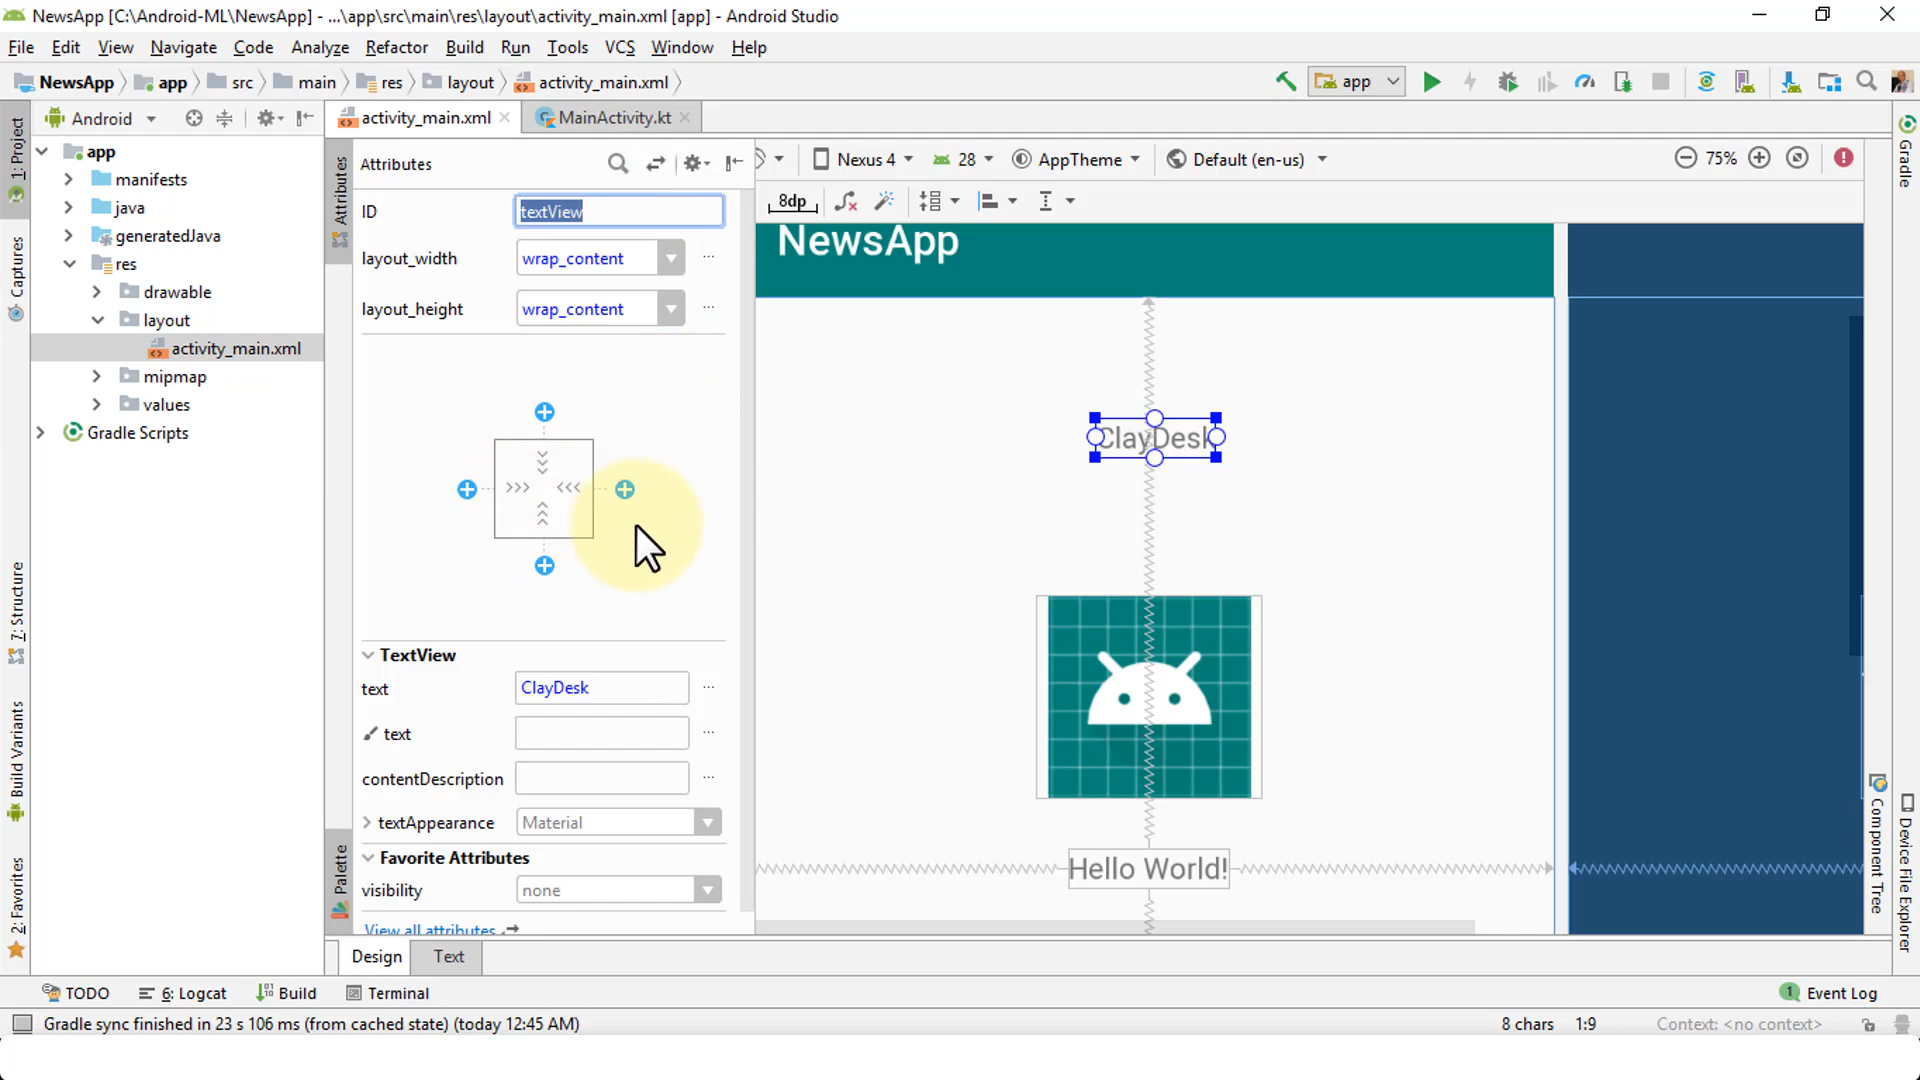 NewsApp [C:\Android-ML\NewsApp] - ...\app\src\main\res\layout\activity_main.xml [app] - Android Studio
File Edit View Navigate Code Analyze Refactor Build Run Tools VCS Window Help
NewsApp app src main res layout activity_main.xml
app
Android
activity_main.xml
MainActivity.kt
1: Project
Captures
7: Structure
Build Variants
2: Favorites
app
manifests
java
generatedJava
res
drawable
layout
activity_main.xml
mipmap
values
Gradle Scripts
Attributes
Palette
Attributes
ID textView
layout_width wrap_content ...
layout_height wrap_content ...
TextView
text ClayDesk ...
text ...
contentDescription ...
textAppearance Material
Favorite Attributes
visibility none
View all attributes
Nexus 4 28 AppTheme Default (en-us) 75%
8dp
NewsApp
ClayDesk
Hello World!
Gradle
Component Tree
Device File Explorer
Design Text
TODO 6: Logcat Build Terminal
1 Event Log
Gradle sync finished in 23 s 106 ms (from cached state) (today 12:45 AM)
8 chars 1:9 Context: <no context>